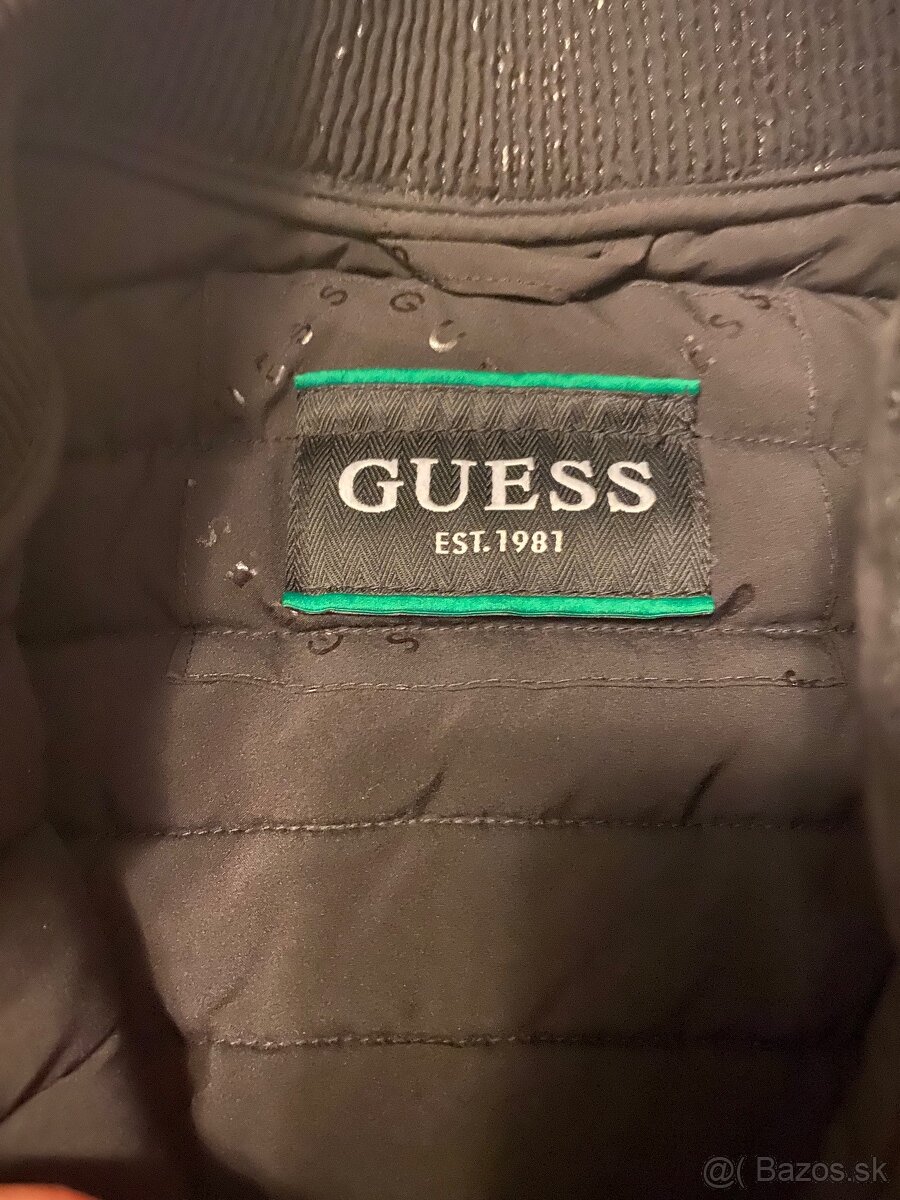 GUESS
EST. 1981
@( Bazos.sk